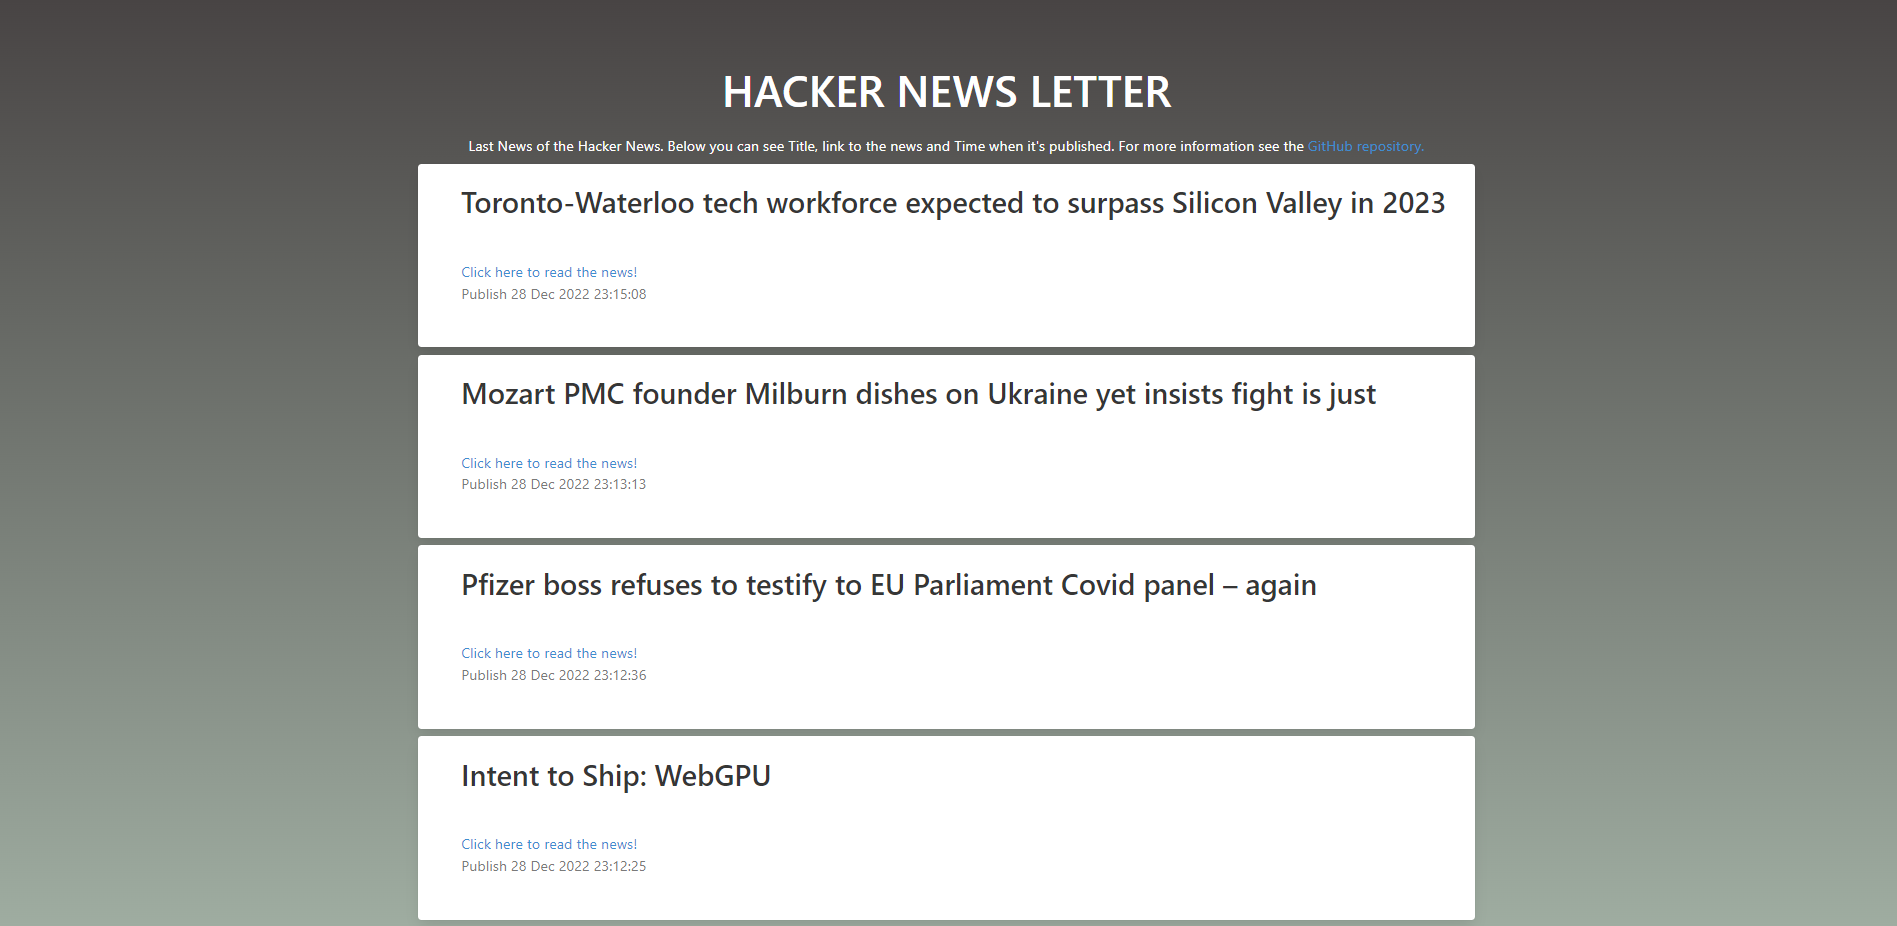 HACKER NEWS LETTER
Last News of the Hacker News. Below you can see Title, link to the news and Time when it's published. For more information see the GitHub repository.
Toronto-Waterloo tech workforce expected to surpass Silicon Valley in 2023
Click here to read the news!
Publish 28 Dec 2022 23:15:08
Mozart PMC founder Milburn dishes on Ukraine yet insists fight is just
Click here to read the news!
Publish 28 Dec 2022 23:13:13
Pfizer boss refuses to testify to EU Parliament Covid panel – again
Click here to read the news!
Publish 28 Dec 2022 23:12:36
Intent to Ship: WebGPU
Click here to read the news!
Publish 28 Dec 2022 23:12:25